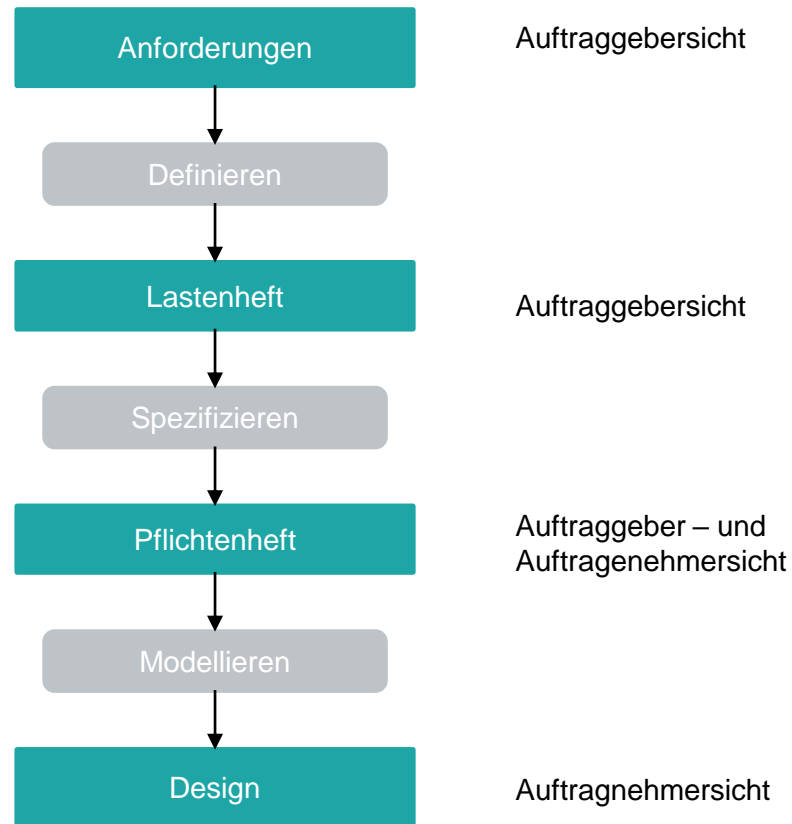 Anforderungen
Auftraggebersicht
Definieren
Lastenheft
Auftraggebersicht
Spezifizieren
Pflichtenheft
Auftraggeber – und
Auftragenehmersicht
Modellieren
Design
Auftragnehmersicht